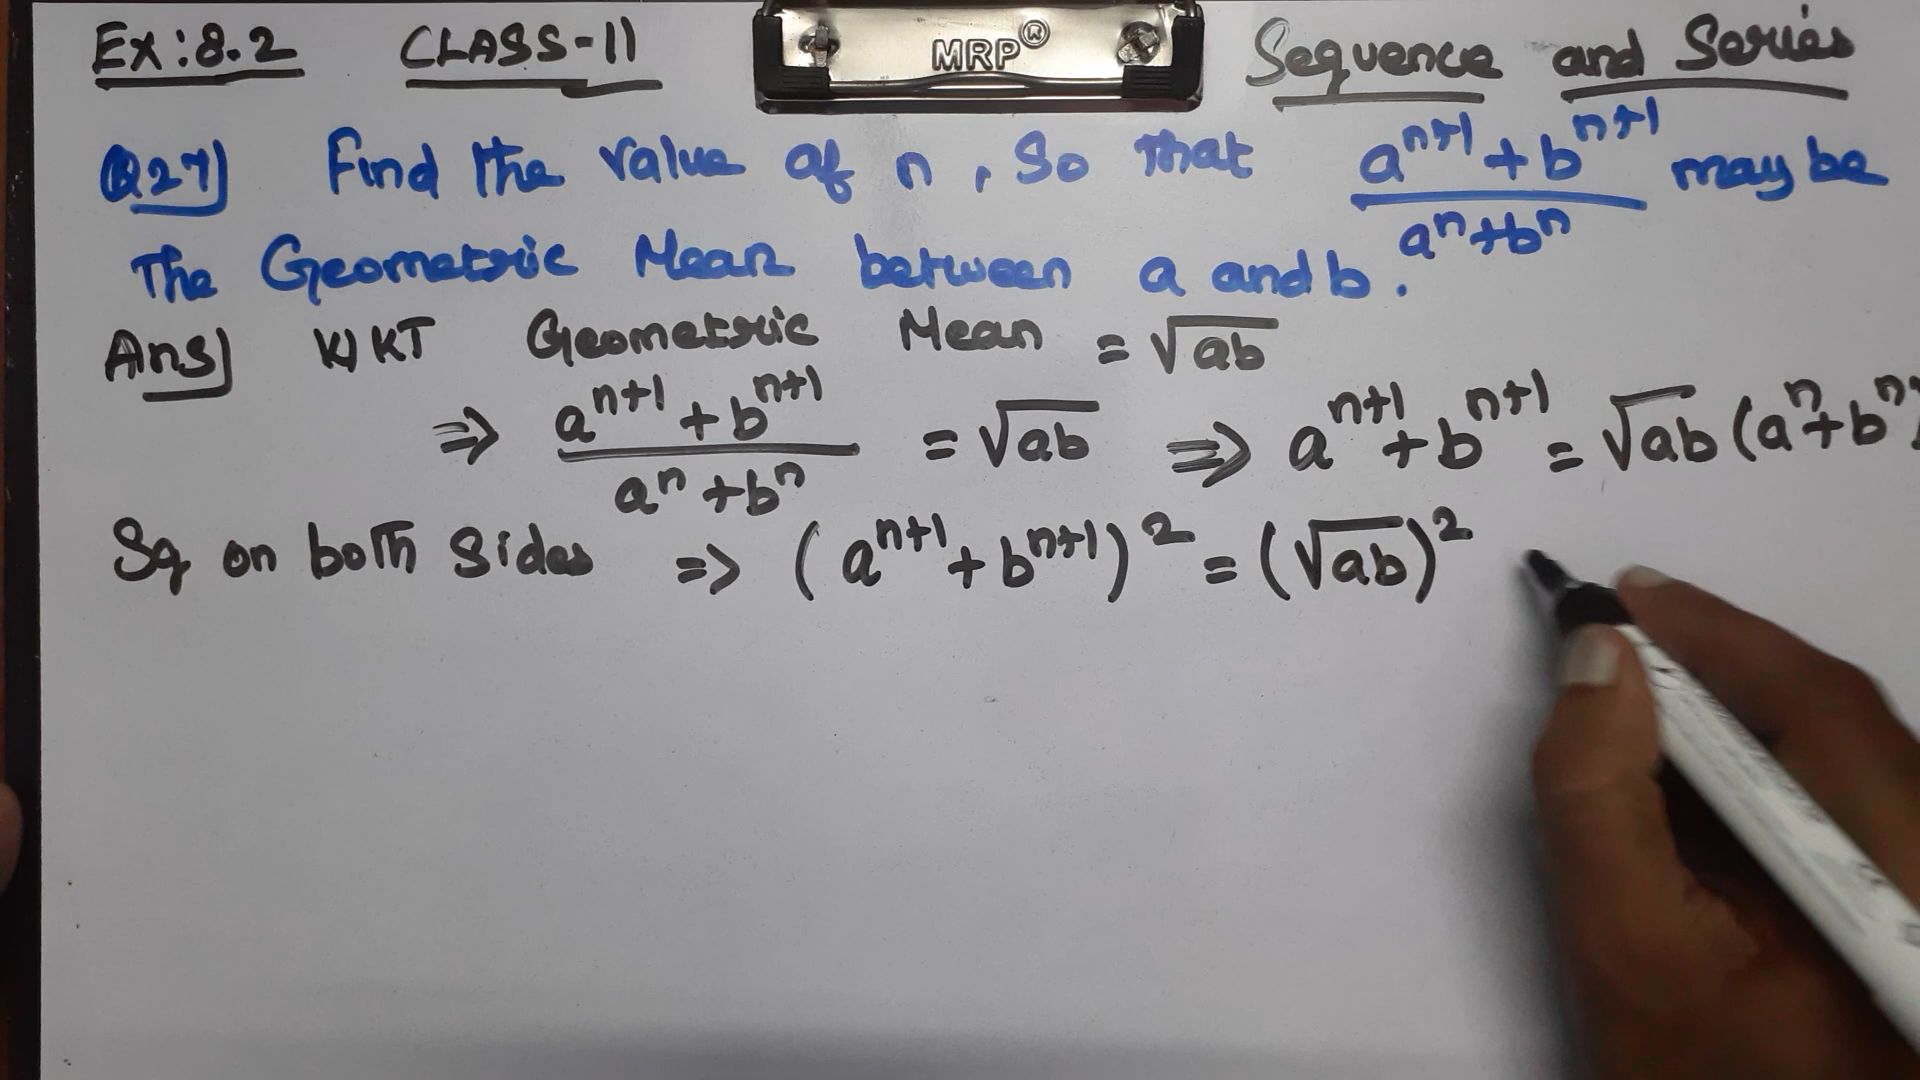 Ex:8.2 CLASS-11 MRP® Sequence and Series
Q27) Find the value of n, So that a^{n+1}+b^{n+1} / a^n+b^n may be
The Geometric Mean between a and b.
Ans) WKT Geometric Mean = √ab
⇒ a^{n+1}+b^{n+1} / a^n+b^n = √ab ⇒ a^{n+1}+b^{n+1} = √ab (a^n+b^n)
Sq on both Sides => (a^{n+1}+b^{n+1})^2 = (√ab)^2